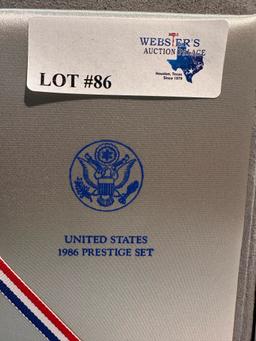 WEBSTER'S
AUCTION PALACE
LOT #86
Houston, Texas
Since 1979
UNITED STATES
1986 PRESTIGE SET